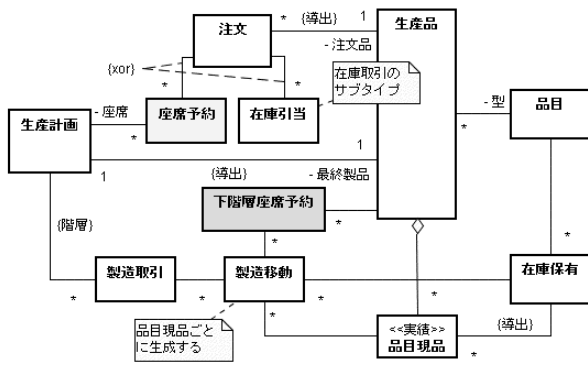 注文
*
{導出}
1
生産品
- 注文品
{xor}
在庫取引の
サブタイプ
*
*
生産計画
- 座席
*
座席予約
在庫引当
- 型
*
品目
1
1
{導出}
- 最終製品
下階層座席予約
*
{階層}
*
*
製造取引
*
*
製造移動
*
*
在庫保有
*
*
品目現品ごと
に生成する
<<実績>>
品目現品
{導出}
*
*